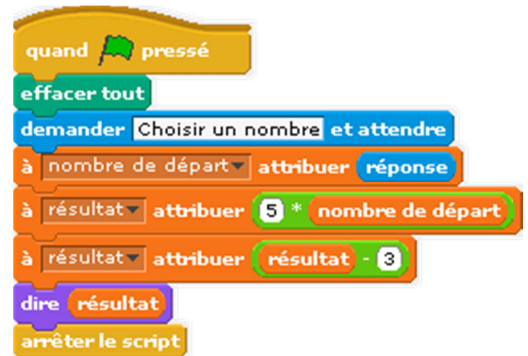 quand pressé
effacer tout
demander Choisir un nombre et attendre
à nombre de départ attribuer réponse
à résultat attribuer 5 * nombre de départ
à résultat attribuer résultat - 3
dire résultat
arrêter le script